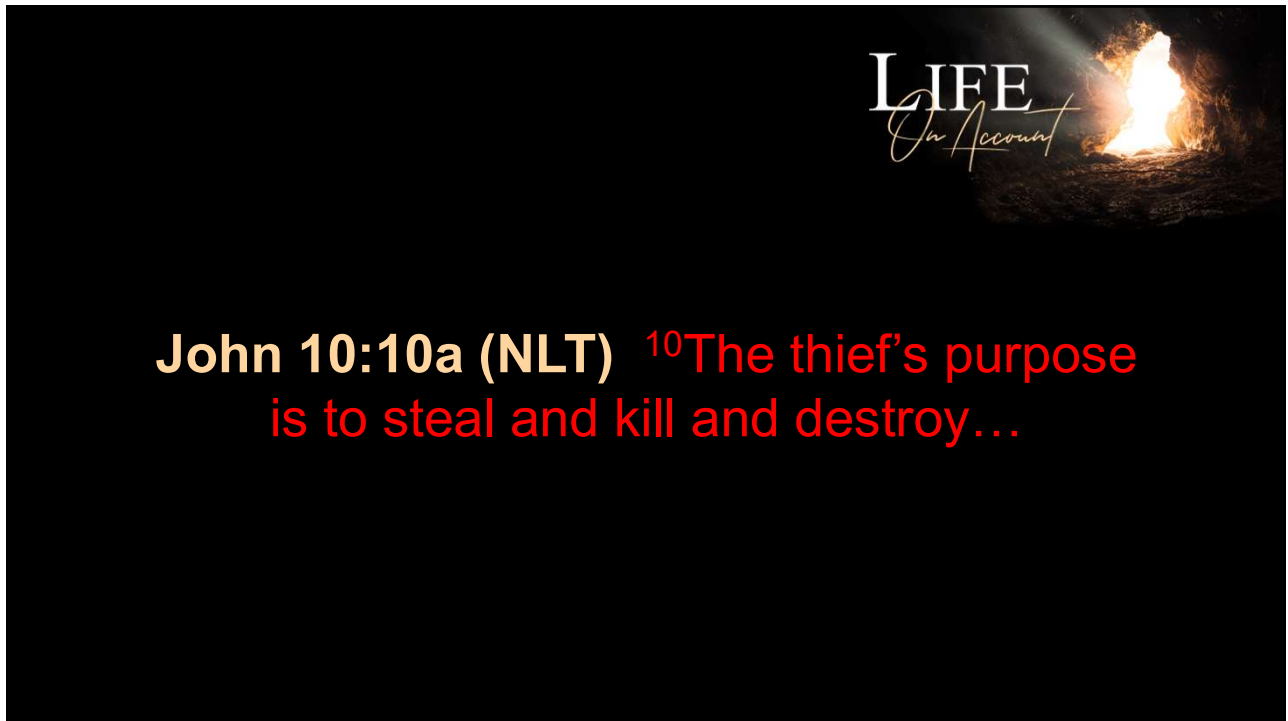 LIFE
On Account
John 10:10a (NLT) 10The thief’s purpose
is to steal and kill and destroy…